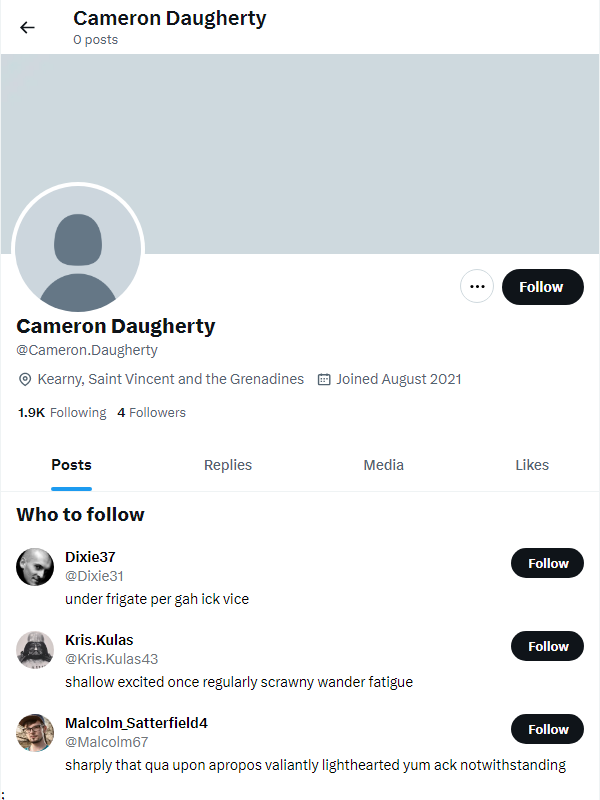 Cameron Daugherty
0 posts
Follow
Cameron Daugherty
@Cameron.Daugherty
Kearny, Saint Vincent and the Grenadines Joined August 2021
1.9K Following 4 Followers
Posts Replies Media Likes
Who to follow
Dixie37
@Dixie31
Follow
under frigate per gah ick vice
Kris.Kulas
@Kris.Kulas43
Follow
shallow excited once regularly scrawny wander fatigue
Malcolm_Satterfield4
@Malcolm67
Follow
sharply that qua upon apropos valiantly lighthearted yum ack notwithstanding
;